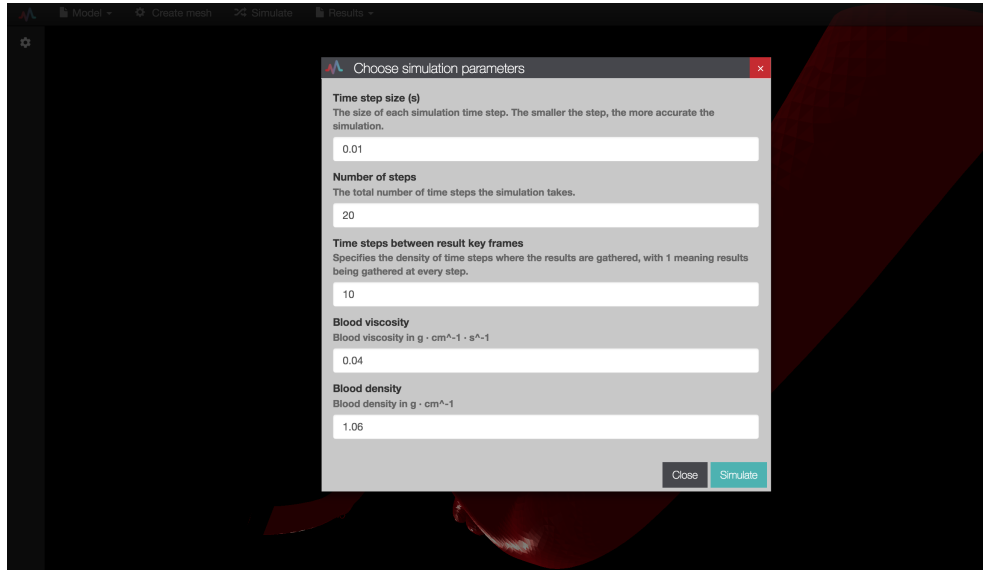 Model Create mesh Simulate Results
Choose simulation parameters ×
Time step size (s)
The size of each simulation time step. The smaller the step, the more accurate the
simulation.
0.01
Number of steps
The total number of time steps the simulation takes.
20
Time steps between result key frames
Specifies the density of time steps where the results are gathered, with 1 meaning results
being gathered at every step.
10
Blood viscosity
Blood viscosity in g · cm^-1 · s^-1
0.04
Blood density
Blood density in g · cm^-1
1.06
Close Simulate